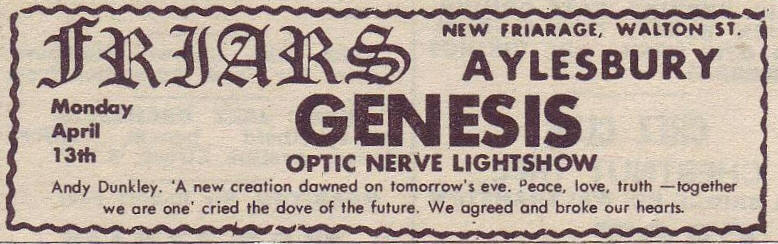 FRIARS
NEW FRIARAGE, WALTON ST.
AYLESBURY
Monday
April
13th
GENESIS
OPTIC NERVE LIGHTSHOW
Andy Dunkley. 'A new creation dawned on tomorrow's eve. Peace, love, truth —together
we are one' cried the dove of the future. We agreed and broke our hearts.